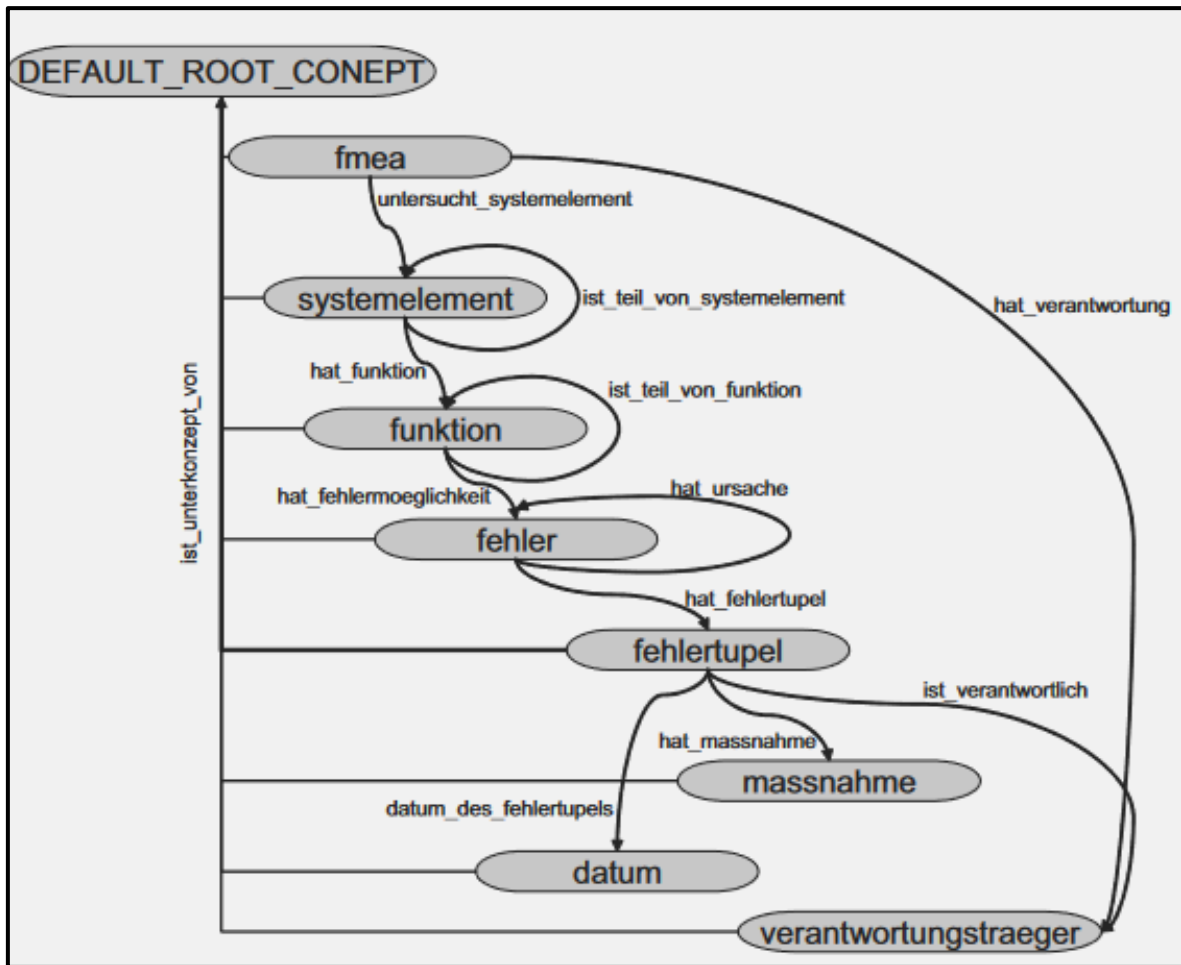 DEFAULT_ROOT_CONEPT
fmea
untersucht_systemelement
systemelement
ist_teil_von_systemelement
hat_verantwortung
hat_funktion
ist_teil_von_funktion
ist_unterkonzept_von
funktion
hat_fehlermoeglichkeit
hat_ursache
fehler
hat_fehlertupel
fehlertupel
ist_verantwortlich
hat_massnahme
massnahme
datum_des_fehlertupels
datum
verantwortungstraeger